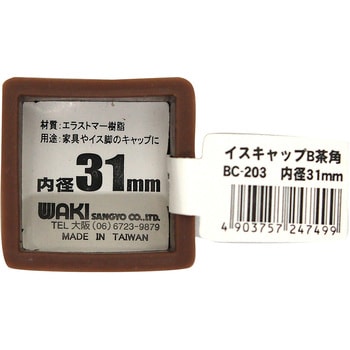 材質：エラストマー樹脂
用途：家具やイス脚のキャップに
内径31mm
WAKI SANGYO CO.,LTD.
TEL 大阪(06)6723-9879
MADE IN TAIWAN
イスキャップB茶角
BC-203 内径31mm
4903757247499